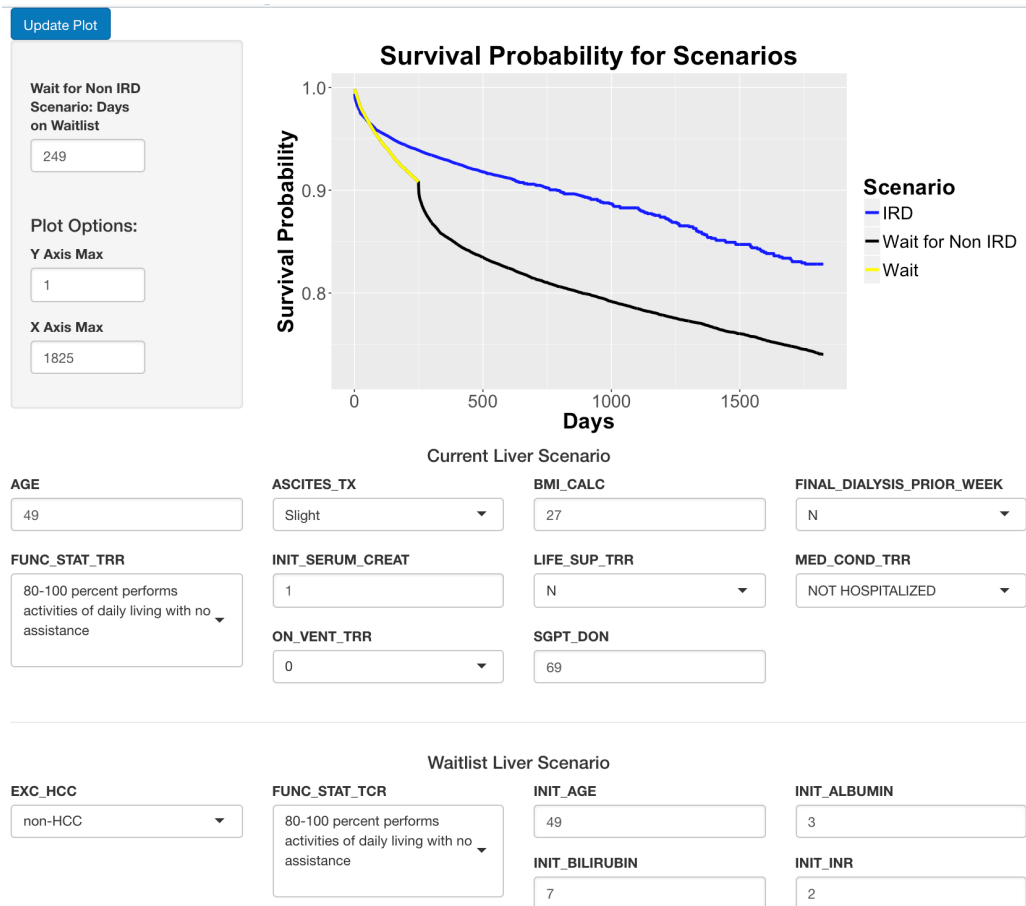 Update Plot
Wait for Non IRD
Scenario: Days
on Waitlist
249
Plot Options:
Y Axis Max
1
X Axis Max
1825
Survival Probability for Scenarios
Survival Probability
1.0
0.9
0.8
0 500 1000 1500
Days
Scenario
IRD
Wait for Non IRD
Wait
Current Liver Scenario
AGE ASCITES_TX BMI_CALC FINAL_DIALYSIS_PRIOR_WEEK
49 Slight 27 N
FUNC_STAT_TRR INIT_SERUM_CREAT LIFE_SUP_TRR MED_COND_TRR
80-100 percent performs
activities of daily living with no
assistance
1 N NOT HOSPITALIZED
ON_VENT_TRR SGPT_DON
0 69
Waitlist Liver Scenario
EXC_HCC FUNC_STAT_TCR INIT_AGE INIT_ALBUMIN
non-HCC
80-100 percent performs
activities of daily living with no
assistance
49 3
INIT_BILIRUBIN INIT_INR
7 2